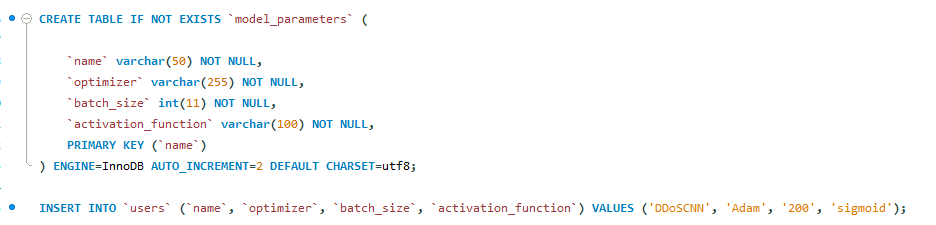 CREATE TABLE IF NOT EXISTS `model_parameters` (
`name` varchar(50) NOT NULL,
`optimizer` varchar(255) NOT NULL,
`batch_size` int(11) NOT NULL,
`activation_function` varchar(100) NOT NULL,
PRIMARY KEY (`name`)
) ENGINE=InnoDB AUTO_INCREMENT=2 DEFAULT CHARSET=utf8;
INSERT INTO `users` (`name`, `optimizer`, `batch_size`, `activation_function`) VALUES ('DDoSCNN', 'Adam', '200', 'sigmoid');